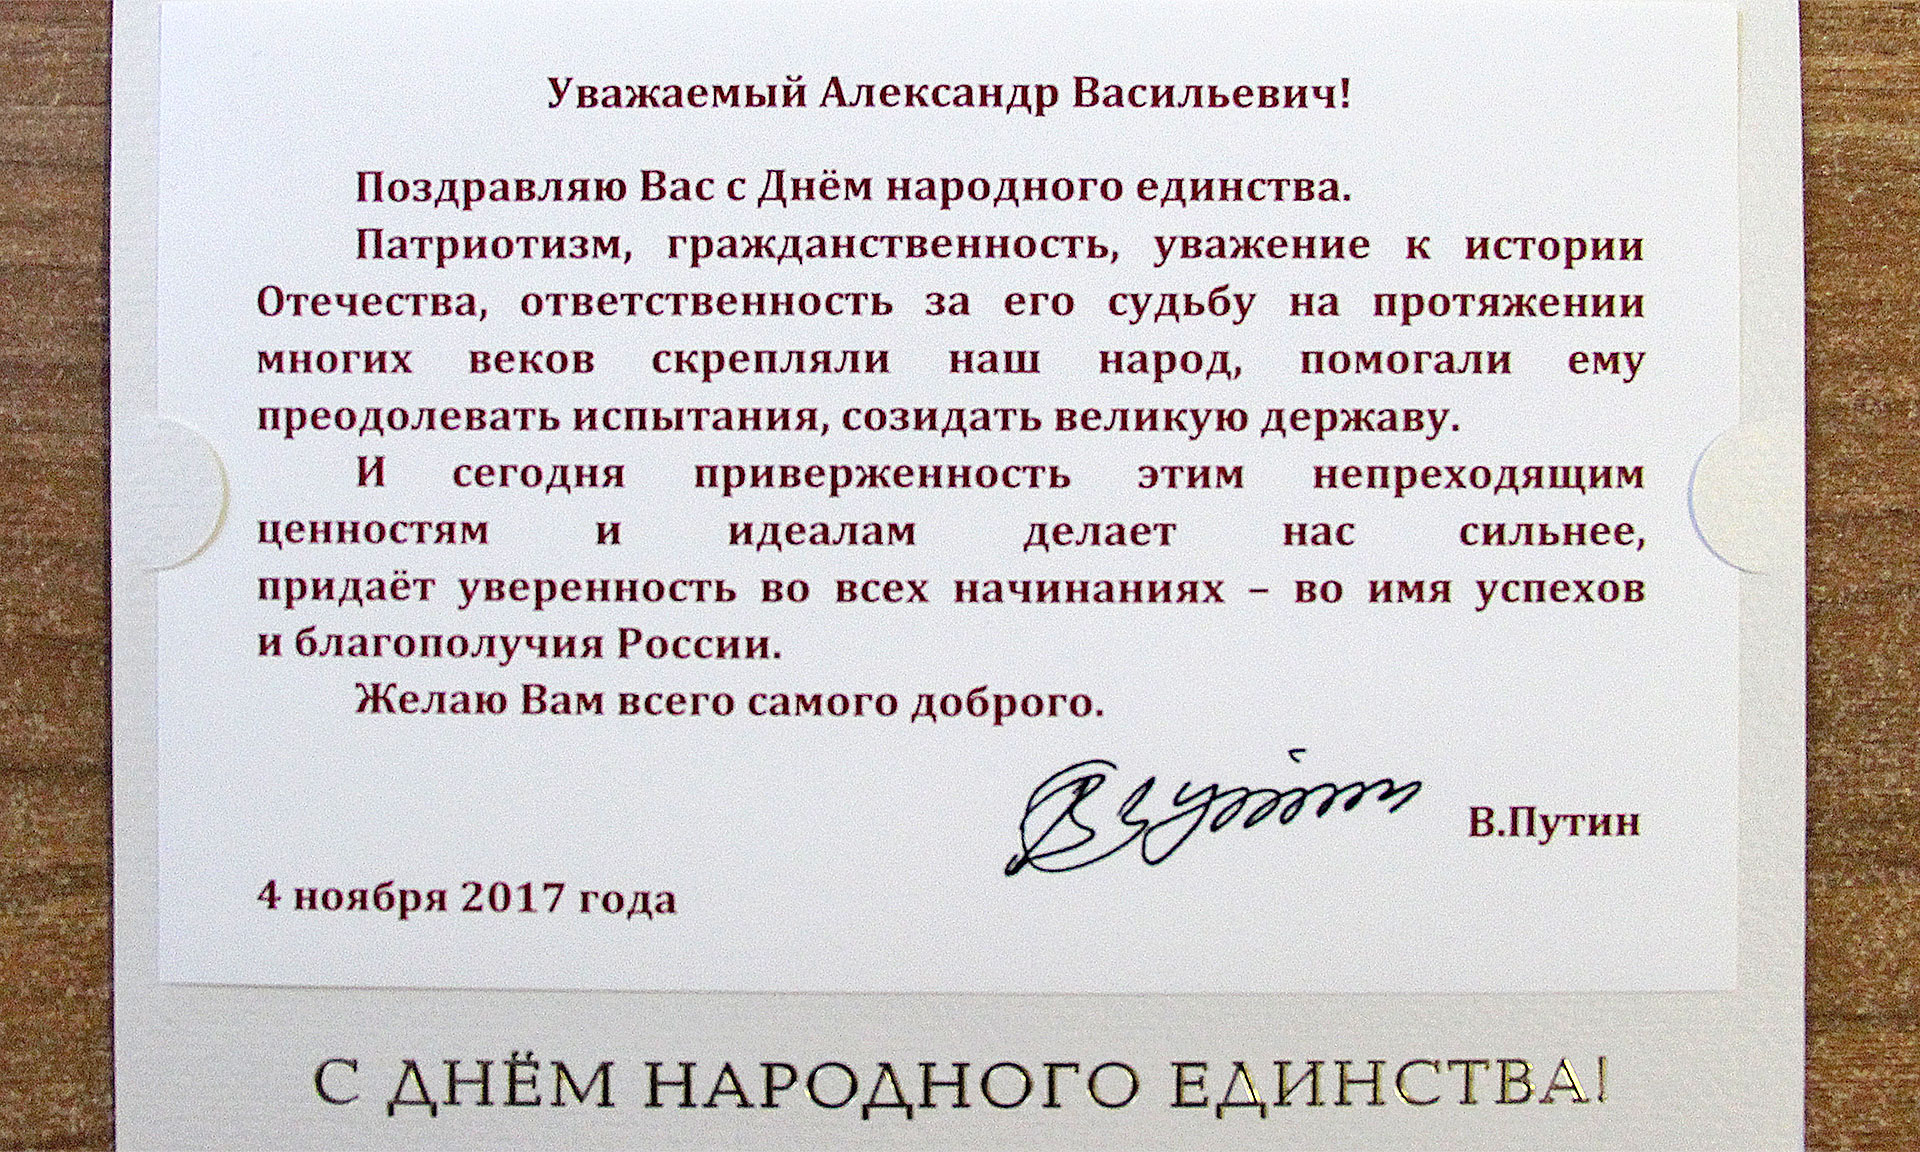 Уважаемый Александр Васильевич!
Поздравляю Вас с Днём народного единства.
Патриотизм, гражданственность, уважение к истории
Отечества, ответственность за его судьбу на протяжении
многих веков скрепляли наш народ, помогали ему
преодолевать испытания, созидать великую державу.
И сегодня приверженность этим непреходящим
ценностям и идеалам делает нас сильнее,
придаёт уверенность во всех начинаниях – во имя успехов
и благополучия России.
Желаю Вам всего самого доброго.
В.Путин
4 ноября 2017 года
С ДНЁМ НАРОДНОГО ЕДИНСТВА!